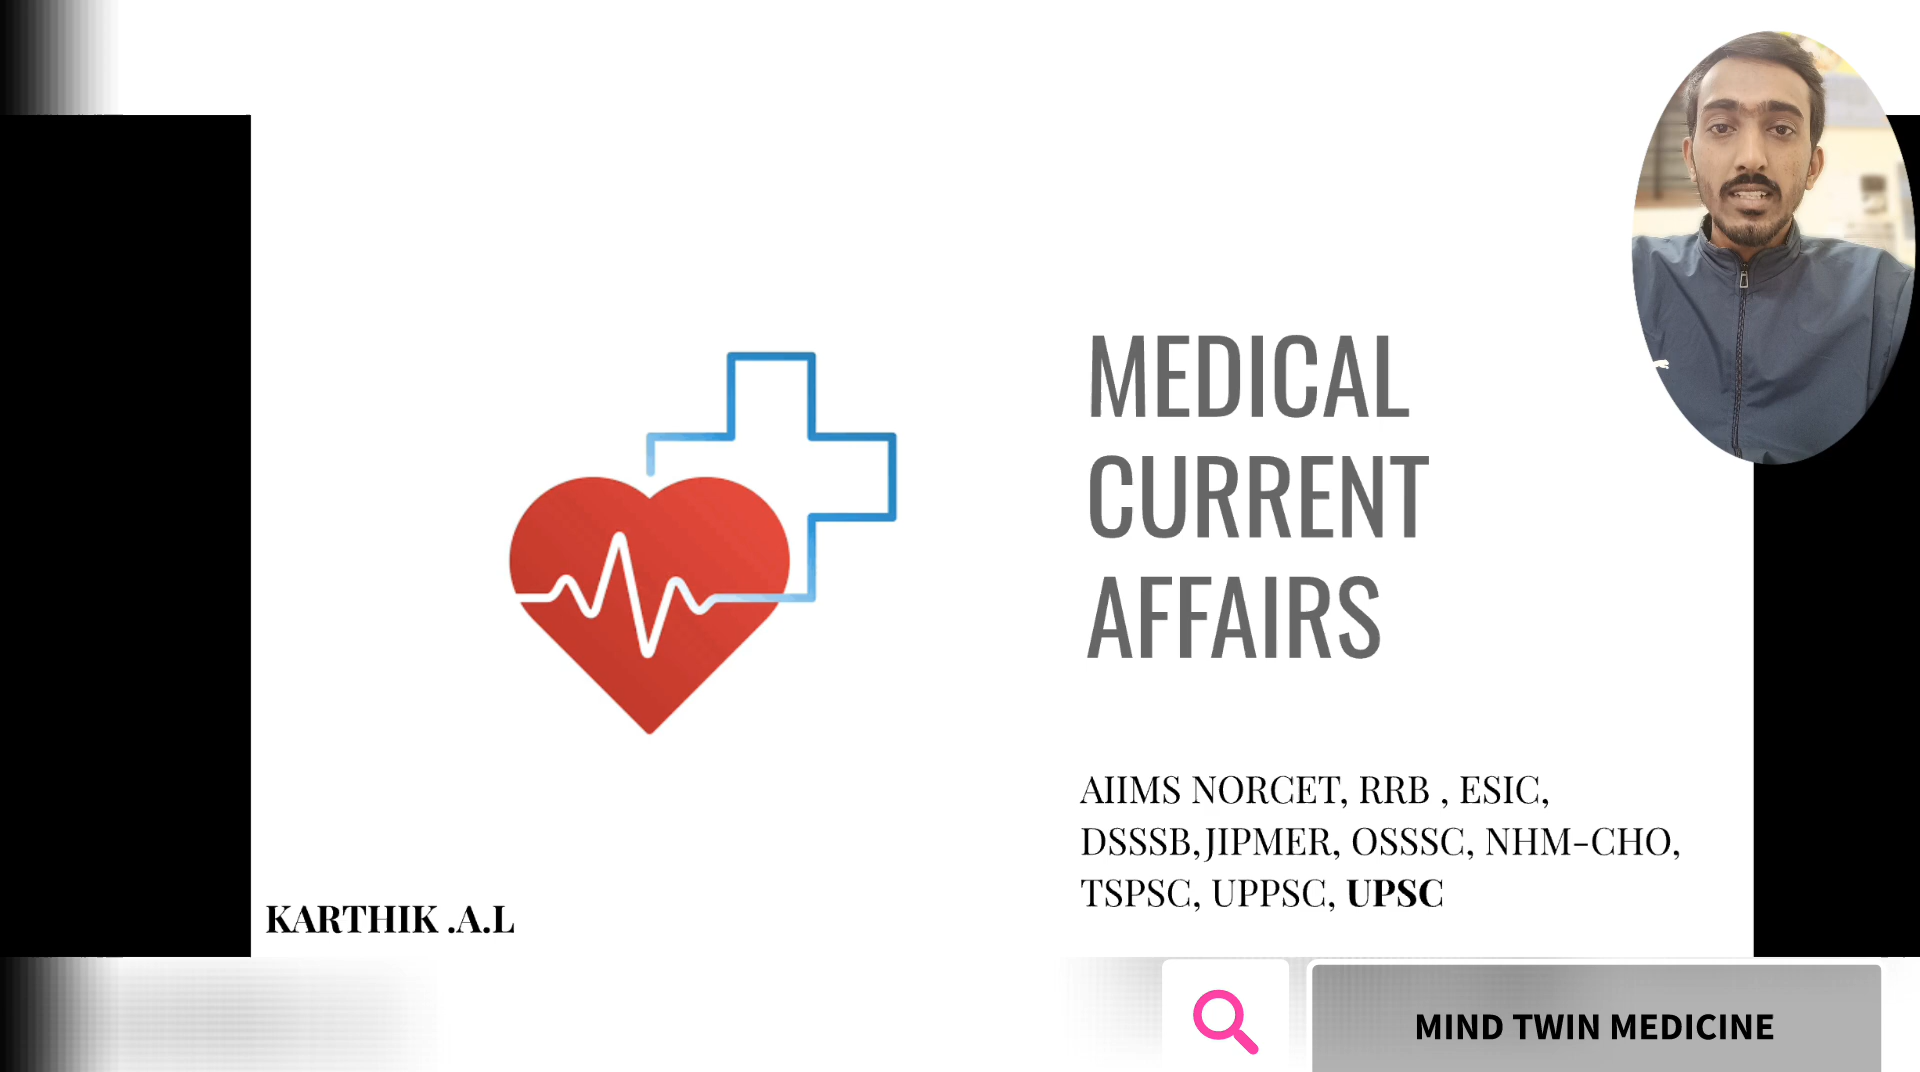 MEDICAL
CURRENT
AFFAIRS
AIIMS NORCET, RRB , ESIC,
DSSSB,JIPMER, OSSSC, NHM-CHO,
TSPSC, UPPSC, UPSC
KARTHIK .A.L
MIND TWIN MEDICINE